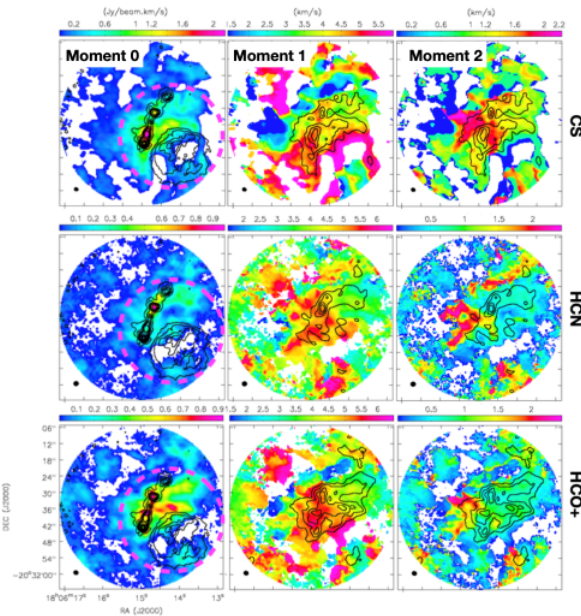 (Jy/beam.km/s) (km/s) (km/s)
0.2 0.6 1 1.4 1.8 2 1.5 2 2.5 3 3.5 4 4.5 5 5.5 0.2 0.6 1 1.4 1.8 2.2
Moment 0 Moment 1 Moment 2
CS
0.1 0.2 0.3 0.4 0.5 0.6 0.7 0.8 0.9 2 2.5 3 3.5 4 4.5 5 5.5 6 0.5 1 1.5 2
HCN
0.1 0.2 0.3 0.4 0.5 0.6 0.7 0.8 0.9 1.5 2 2.5 3 3.5 4 4.5 5 5.5 6 0.5 1 1.5 2
HCO+
06"
12
18
24
30
36
42
48
54
−20°32'00"
18ʰ06ᵐ17ˢ 16ˢ 15ˢ 14ˢ 13ˢ
DEC (J2000)
RA (J2000)